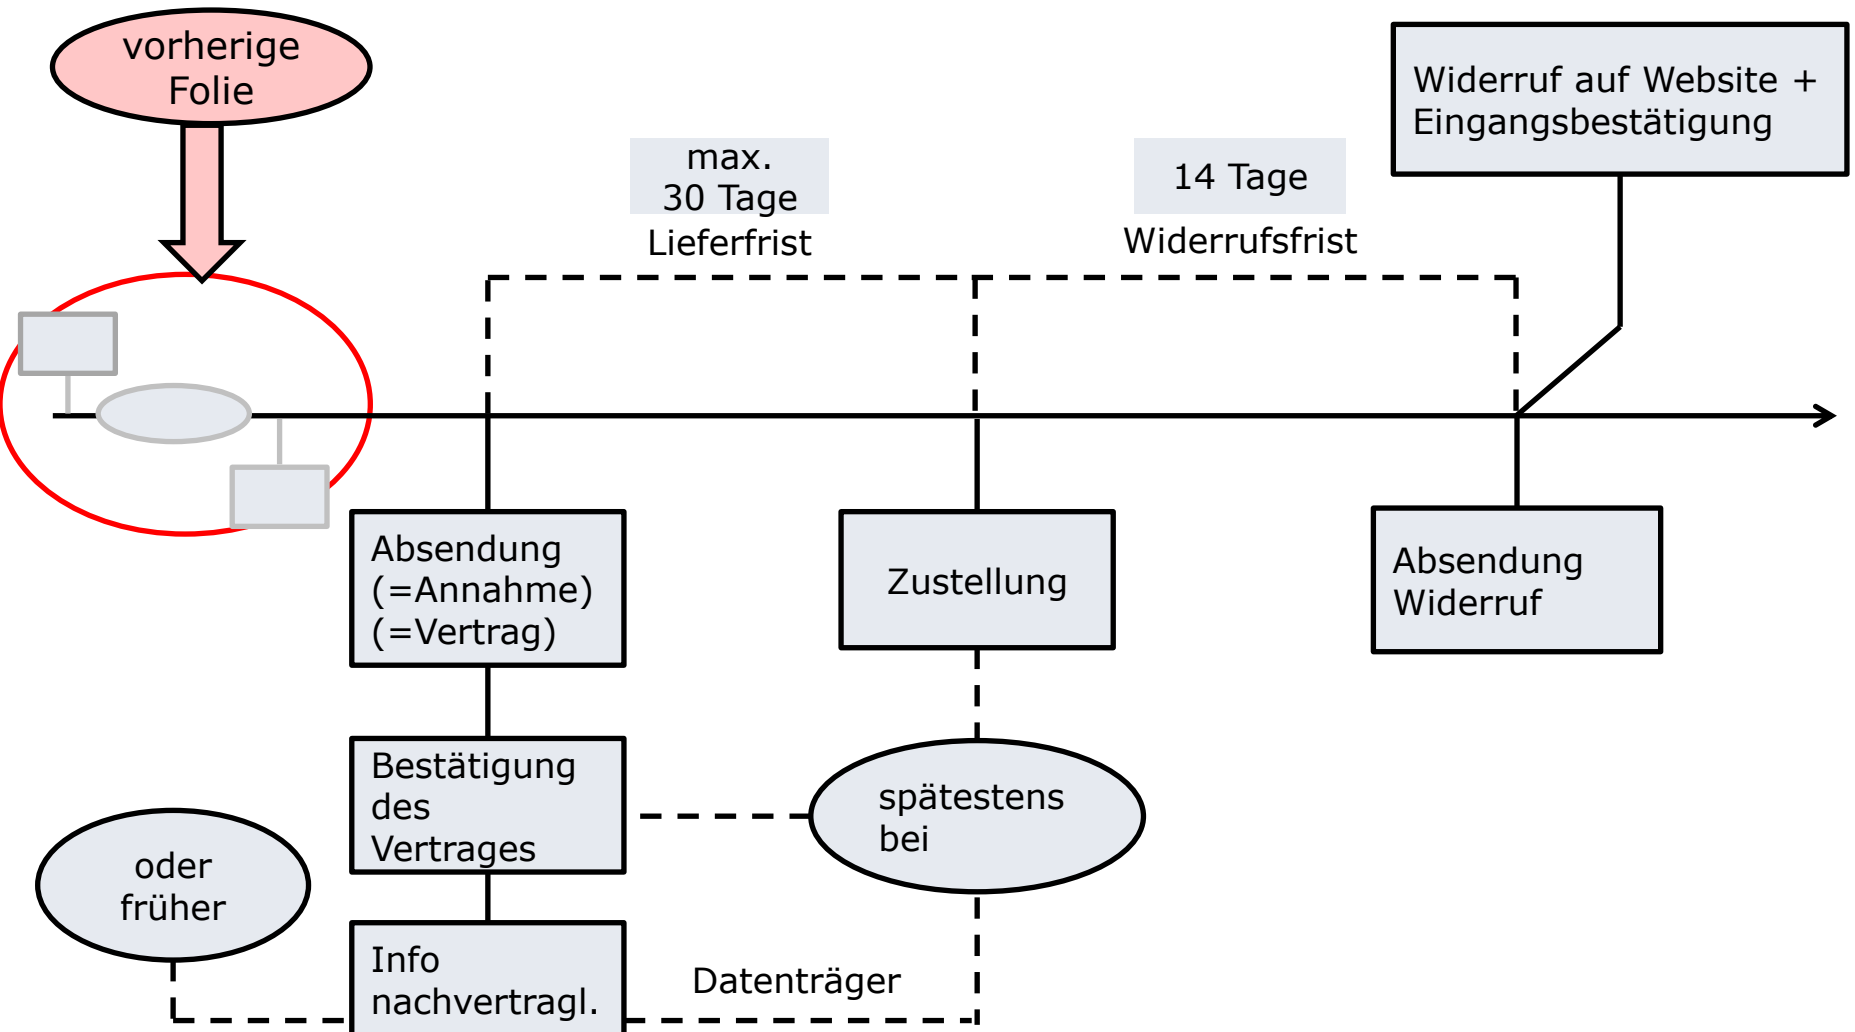 vorherige
Folie
Widerruf auf Website +
Eingangsbestätigung
max.
30 Tage
Lieferfrist
14 Tage
Widerrufsfrist
Absendung
(=Annahme)
(=Vertrag)
Zustellung
Absendung
Widerruf
Bestätigung
des
Vertrages
spätestens
bei
oder
früher
Info
nachvertragl.
Datenträger